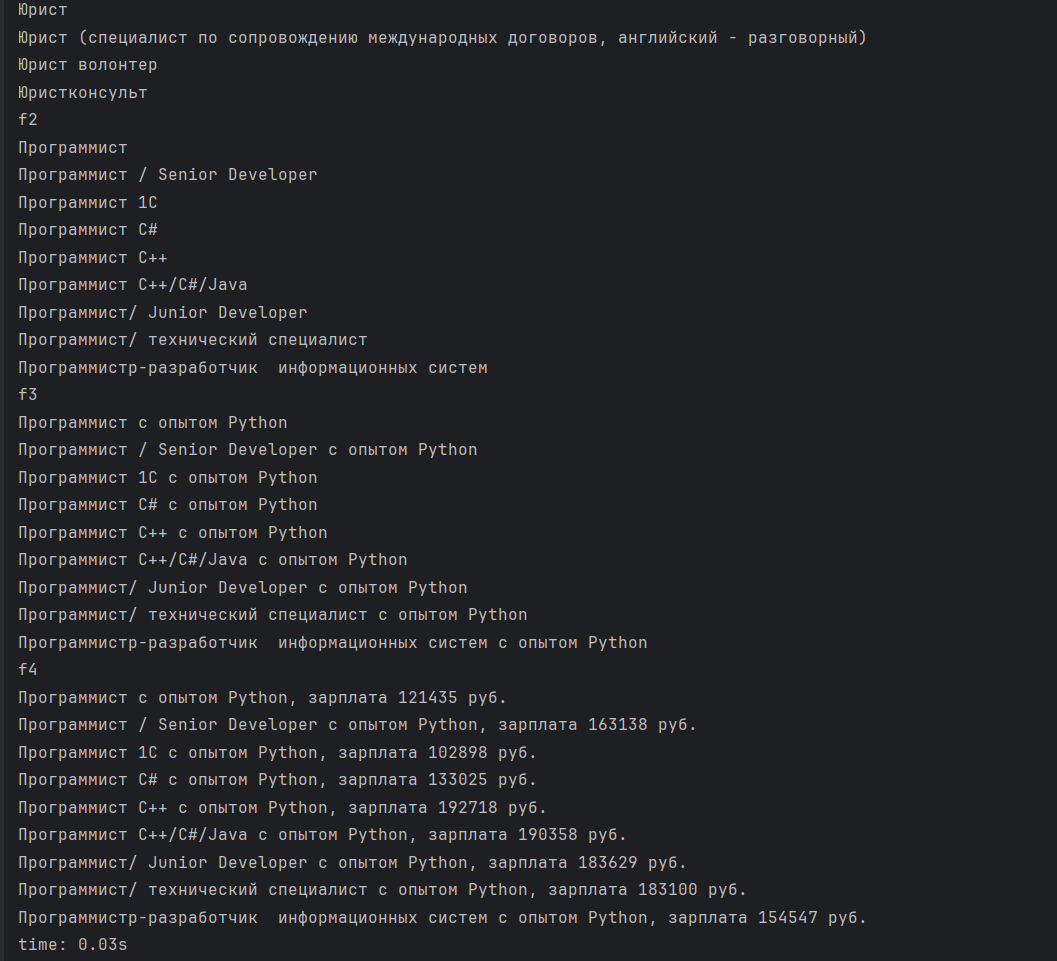 Юрист
Юрист (специалист по сопровождению международных договоров, английский - разговорный)
Юрист волонтер
Юристконсульт
f2
Программист
Программист / Senior Developer
Программист 1C
Программист C#
Программист C++
Программист C++/C#/Java
Программист/ Junior Developer
Программист/ технический специалист
Программистр-разработчик  информационных систем
f3
Программист с опытом Python
Программист / Senior Developer с опытом Python
Программист 1C с опытом Python
Программист C# с опытом Python
Программист C++ с опытом Python
Программист C++/C#/Java с опытом Python
Программист/ Junior Developer с опытом Python
Программист/ технический специалист с опытом Python
Программистр-разработчик  информационных систем с опытом Python
f4
Программист с опытом Python, зарплата 121435 руб.
Программист / Senior Developer с опытом Python, зарплата 163138 руб.
Программист 1C с опытом Python, зарплата 102898 руб.
Программист C# с опытом Python, зарплата 133025 руб.
Программист C++ с опытом Python, зарплата 192718 руб.
Программист C++/C#/Java с опытом Python, зарплата 190358 руб.
Программист/ Junior Developer с опытом Python, зарплата 183629 руб.
Программист/ технический специалист с опытом Python, зарплата 183100 руб.
Программистр-разработчик  информационных систем с опытом Python, зарплата 154547 руб.
time: 0.03s